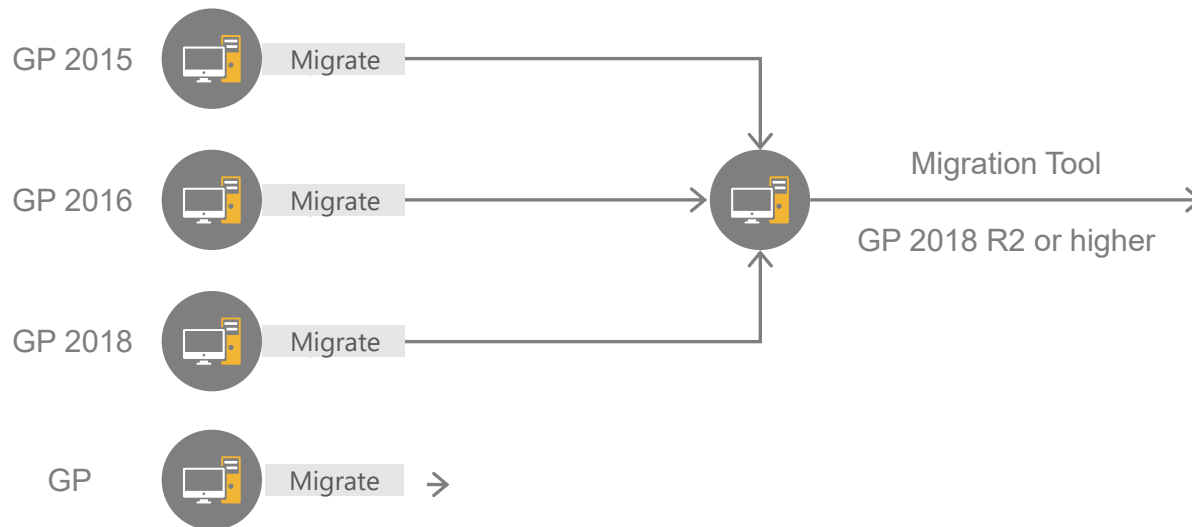 GP 2015
Migrate
GP 2016
Migrate
Migration Tool
GP 2018 R2 or higher
GP 2018
Migrate
GP
Migrate